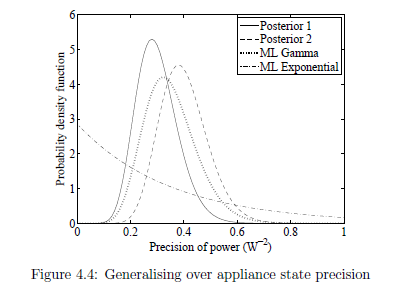 6
5
4
3
2
1
0
Probability density function
Posterior 1
Posterior 2
ML Gamma
ML Exponential
0 0.2 0.4 0.6 0.8 1
Precision of power (W⁻²)
Figure 4.4: Generalising over appliance state precision